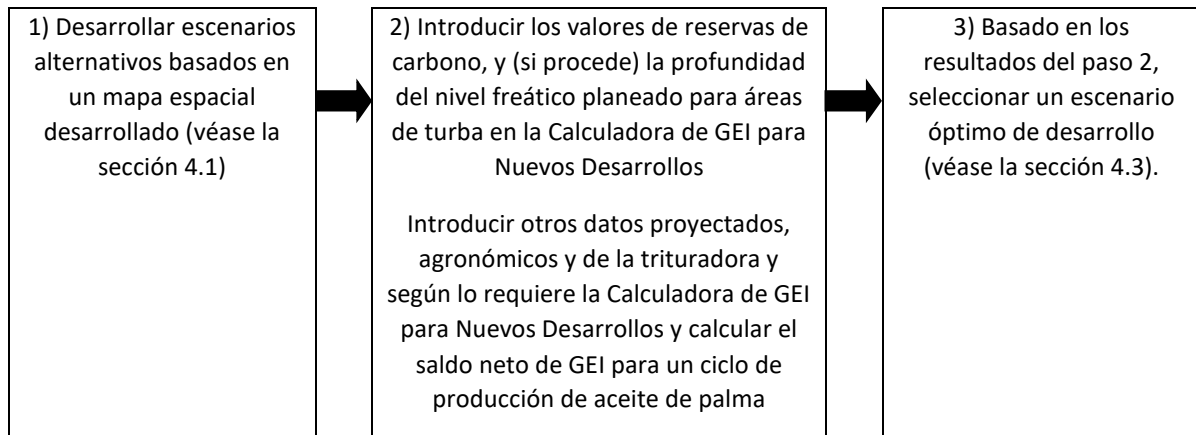 1) Desarrollar escenarios
alternativos basados en
un mapa espacial
desarrollado (véase la
sección 4.1)
2) Introducir los valores de reservas de
carbono, y (si procede) la profundidad
del nivel freático planeado para áreas
de turba en la Calculadora de GEI para
Nuevos Desarrollos
Introducir otros datos proyectados,
agronómicos y de la trituradora y
según lo requiere la Calculadora de GEI
para Nuevos Desarrollos y calcular el
saldo neto de GEI para un ciclo de
producción de aceite de palma
3) Basado en los
resultados del paso 2,
seleccionar un escenario
óptimo de desarrollo
(véase la sección 4.3).